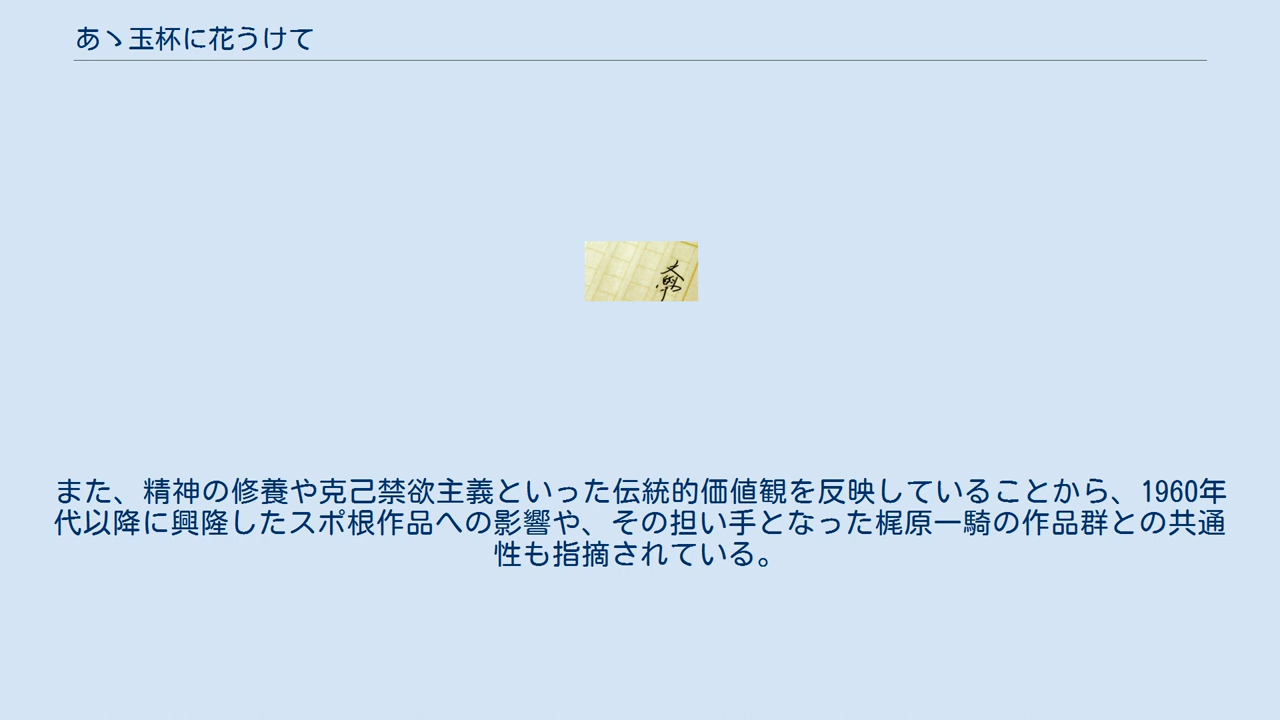 あゝ玉杯に花うけて
また、精神の修養や克己禁欲主義といった伝統的価値観を反映していることから、1960年
代以降に興隆したスポ根作品への影響や、その担い手となった梶原一騎の作品群との共通
性も指摘されている。